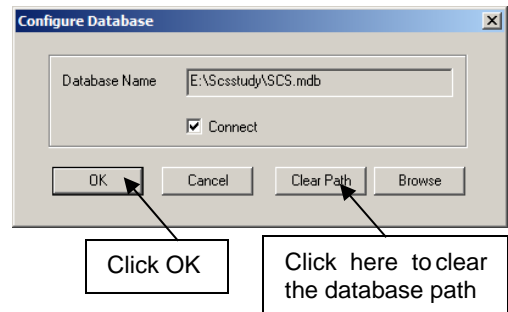 Configure Database
Database Name E:\Scsstudy\SCS.mdb
Connect
OK Cancel Clear Path Browse
Click OK
Click here to clear
the database path